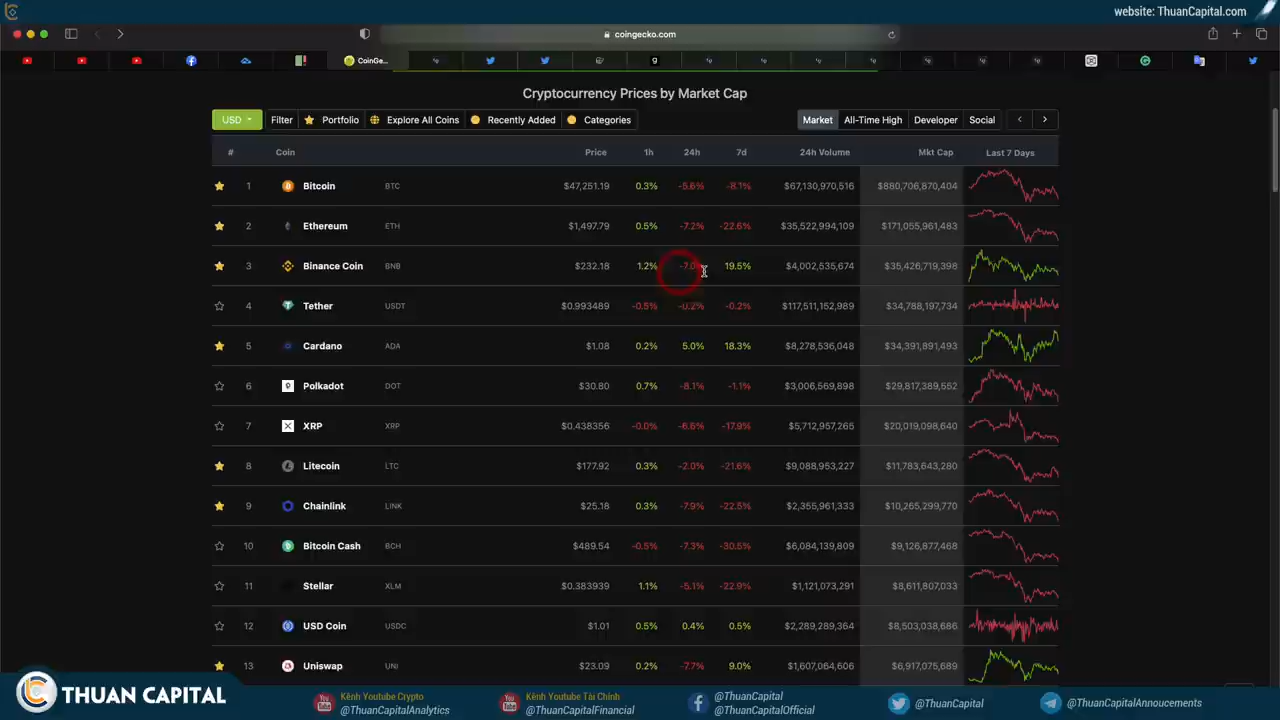 website: ThuanCapital.com
coingecko.com
CoinGe...
Cryptocurrency Prices by Market Cap
USD Filter Portfolio Explore All Coins Recently Added Categories Market All-Time High Developer Social
# Coin Price 1h 24h 7d 24h Volume Mkt Cap Last 7 Days
1 Bitcoin BTC $47,251.19 0.3% -5.6% -8.1% $67,130,970,516 $880,706,870,404
2 Ethereum ETH $1,497.79 0.5% -7.2% -22.6% $35,522,994,109 $171,055,961,483
3 Binance Coin BNB $232.18 1.2% -7.0% 19.5% $4,002,535,674 $35,426,719,398
4 Tether USDT $0.993489 -0.5% -0.2% -0.2% $117,511,152,989 $34,788,197,734
5 Cardano ADA $1.08 0.2% 5.0% 18.3% $8,278,536,048 $34,391,891,493
6 Polkadot DOT $30.80 0.7% -8.1% -1.1% $3,006,569,898 $29,817,389,552
7 XRP XRP $0.438356 -0.0% -6.6% -17.9% $5,712,957,265 $20,019,098,640
8 Litecoin LTC $177.92 0.3% -2.0% -21.6% $9,088,953,227 $11,783,643,280
9 Chainlink LINK $25.18 0.3% -7.9% -22.5% $2,355,961,333 $10,265,299,770
10 Bitcoin Cash BCH $489.54 -0.5% -7.3% -30.5% $6,084,139,809 $9,126,877,468
11 Stellar XLM $0.383939 1.1% -5.1% -22.9% $1,121,073,291 $8,611,807,033
12 USD Coin USDC $1.01 0.5% 0.4% 0.5% $2,289,289,364 $8,503,038,686
13 Uniswap UNI $23.09 0.2% -7.7% 9.0% $1,607,064,606 $6,917,075,689
THUAN CAPITAL
Kênh Youtube Crypto
@ThuanCapitalAnalytics
Kênh Youtube Tài Chính
@ThuanCapitalFinancial
@ThuanCapital
@ThuanCapitalOfficial
@ThuanCapital
@ThuanCapitalAnnoucements